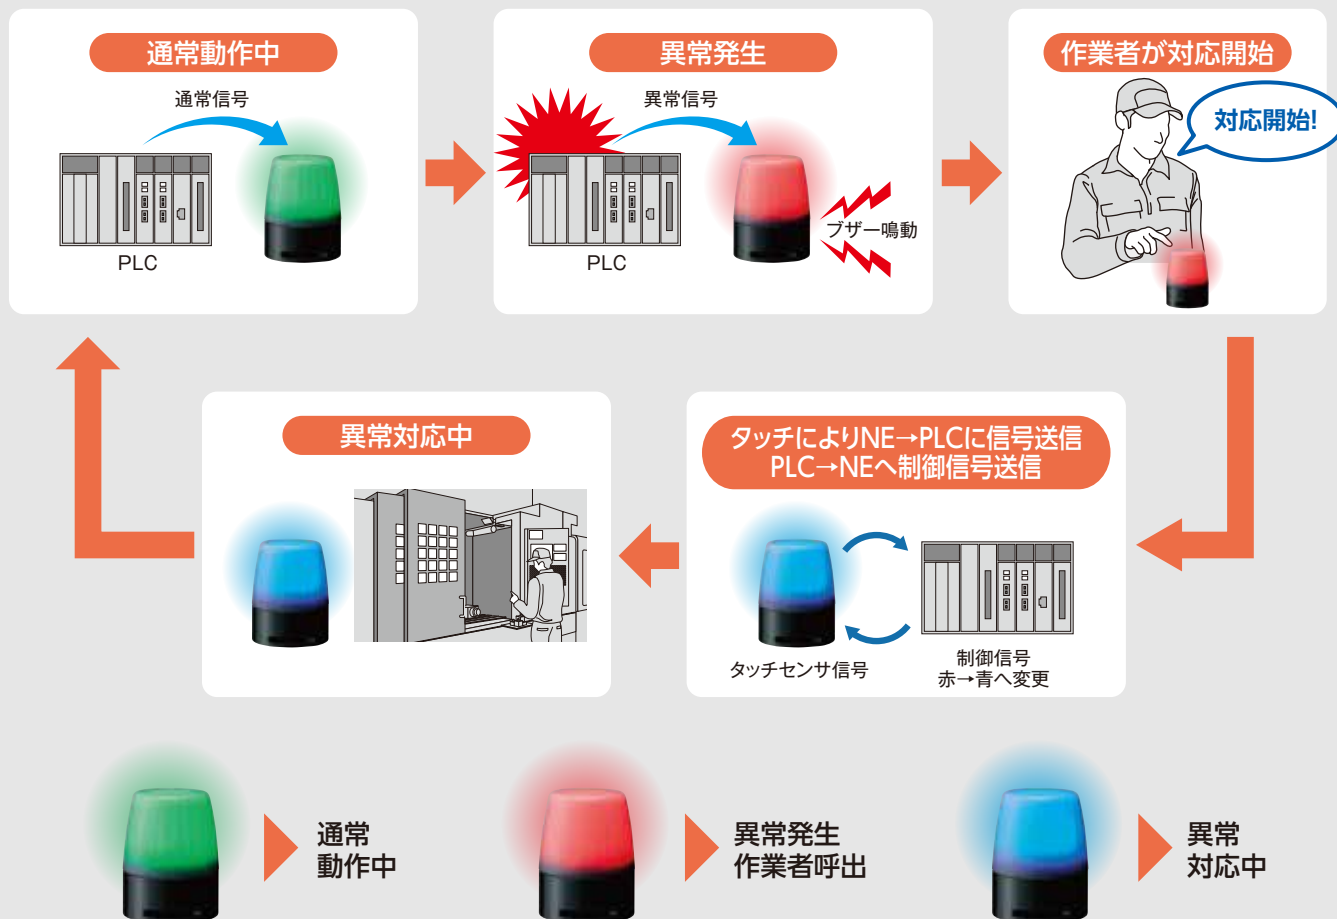 通常動作中
通常信号
PLC
異常発生
異常信号
ブザー鳴動
PLC
作業者が対応開始
対応開始!
タッチによりNE→PLCに信号送信
PLC→NEへ制御信号送信
タッチセンサ信号
制御信号
赤→青へ変更
異常対応中
通常
動作中
異常発生
作業者呼出
異常
対応中